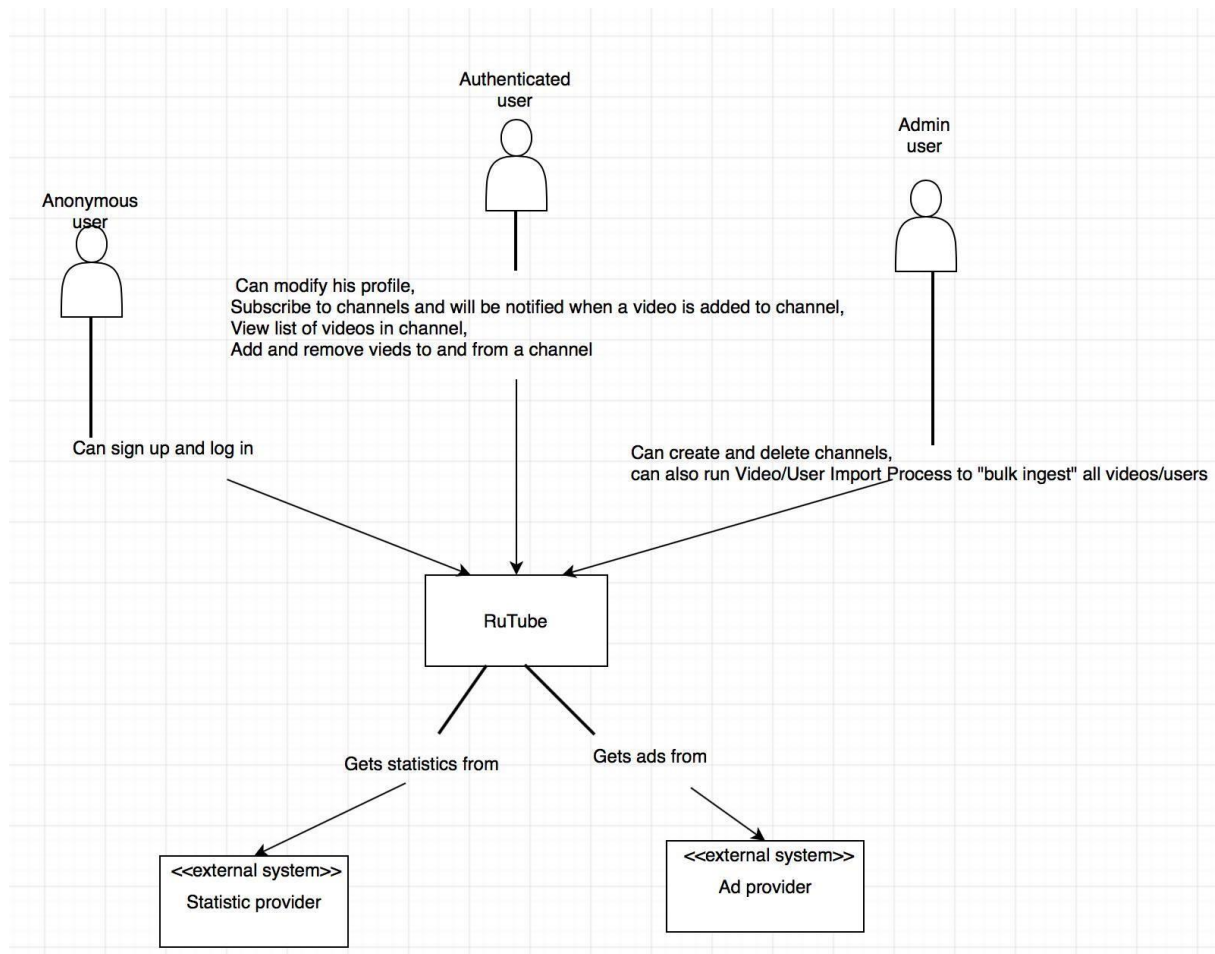 Authenticated
user
Admin
user
Anonymous
user
Can modify his profile,
Subscribe to channels and will be notified when a video is added to channel,
View list of videos in channel,
Add and remove vieds to and from a channel
Can sign up and log in
Can create and delete channels,
can also run Video/User Import Process to "bulk ingest" all videos/users
RuTube
Gets statistics from
Gets ads from
<<external system>>
Statistic provider
<<external system>>
Ad provider